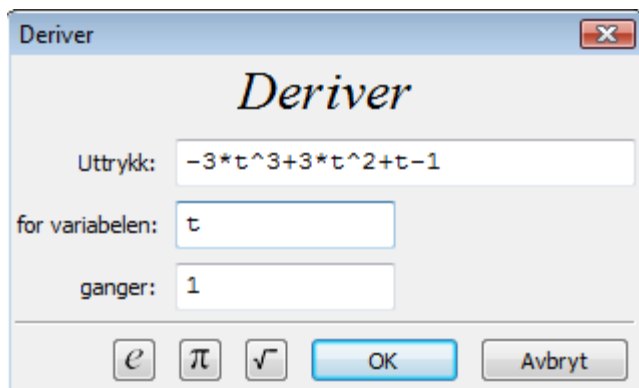 Deriver
Deriver
Uttrykk: -3*t^3+3*t^2+t-1
for variabelen: t
ganger: 1
e π √ OK Avbryt